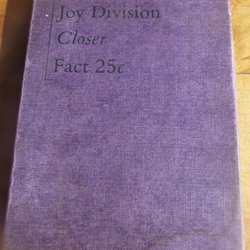 Joy Division
Closer
Fact 25c